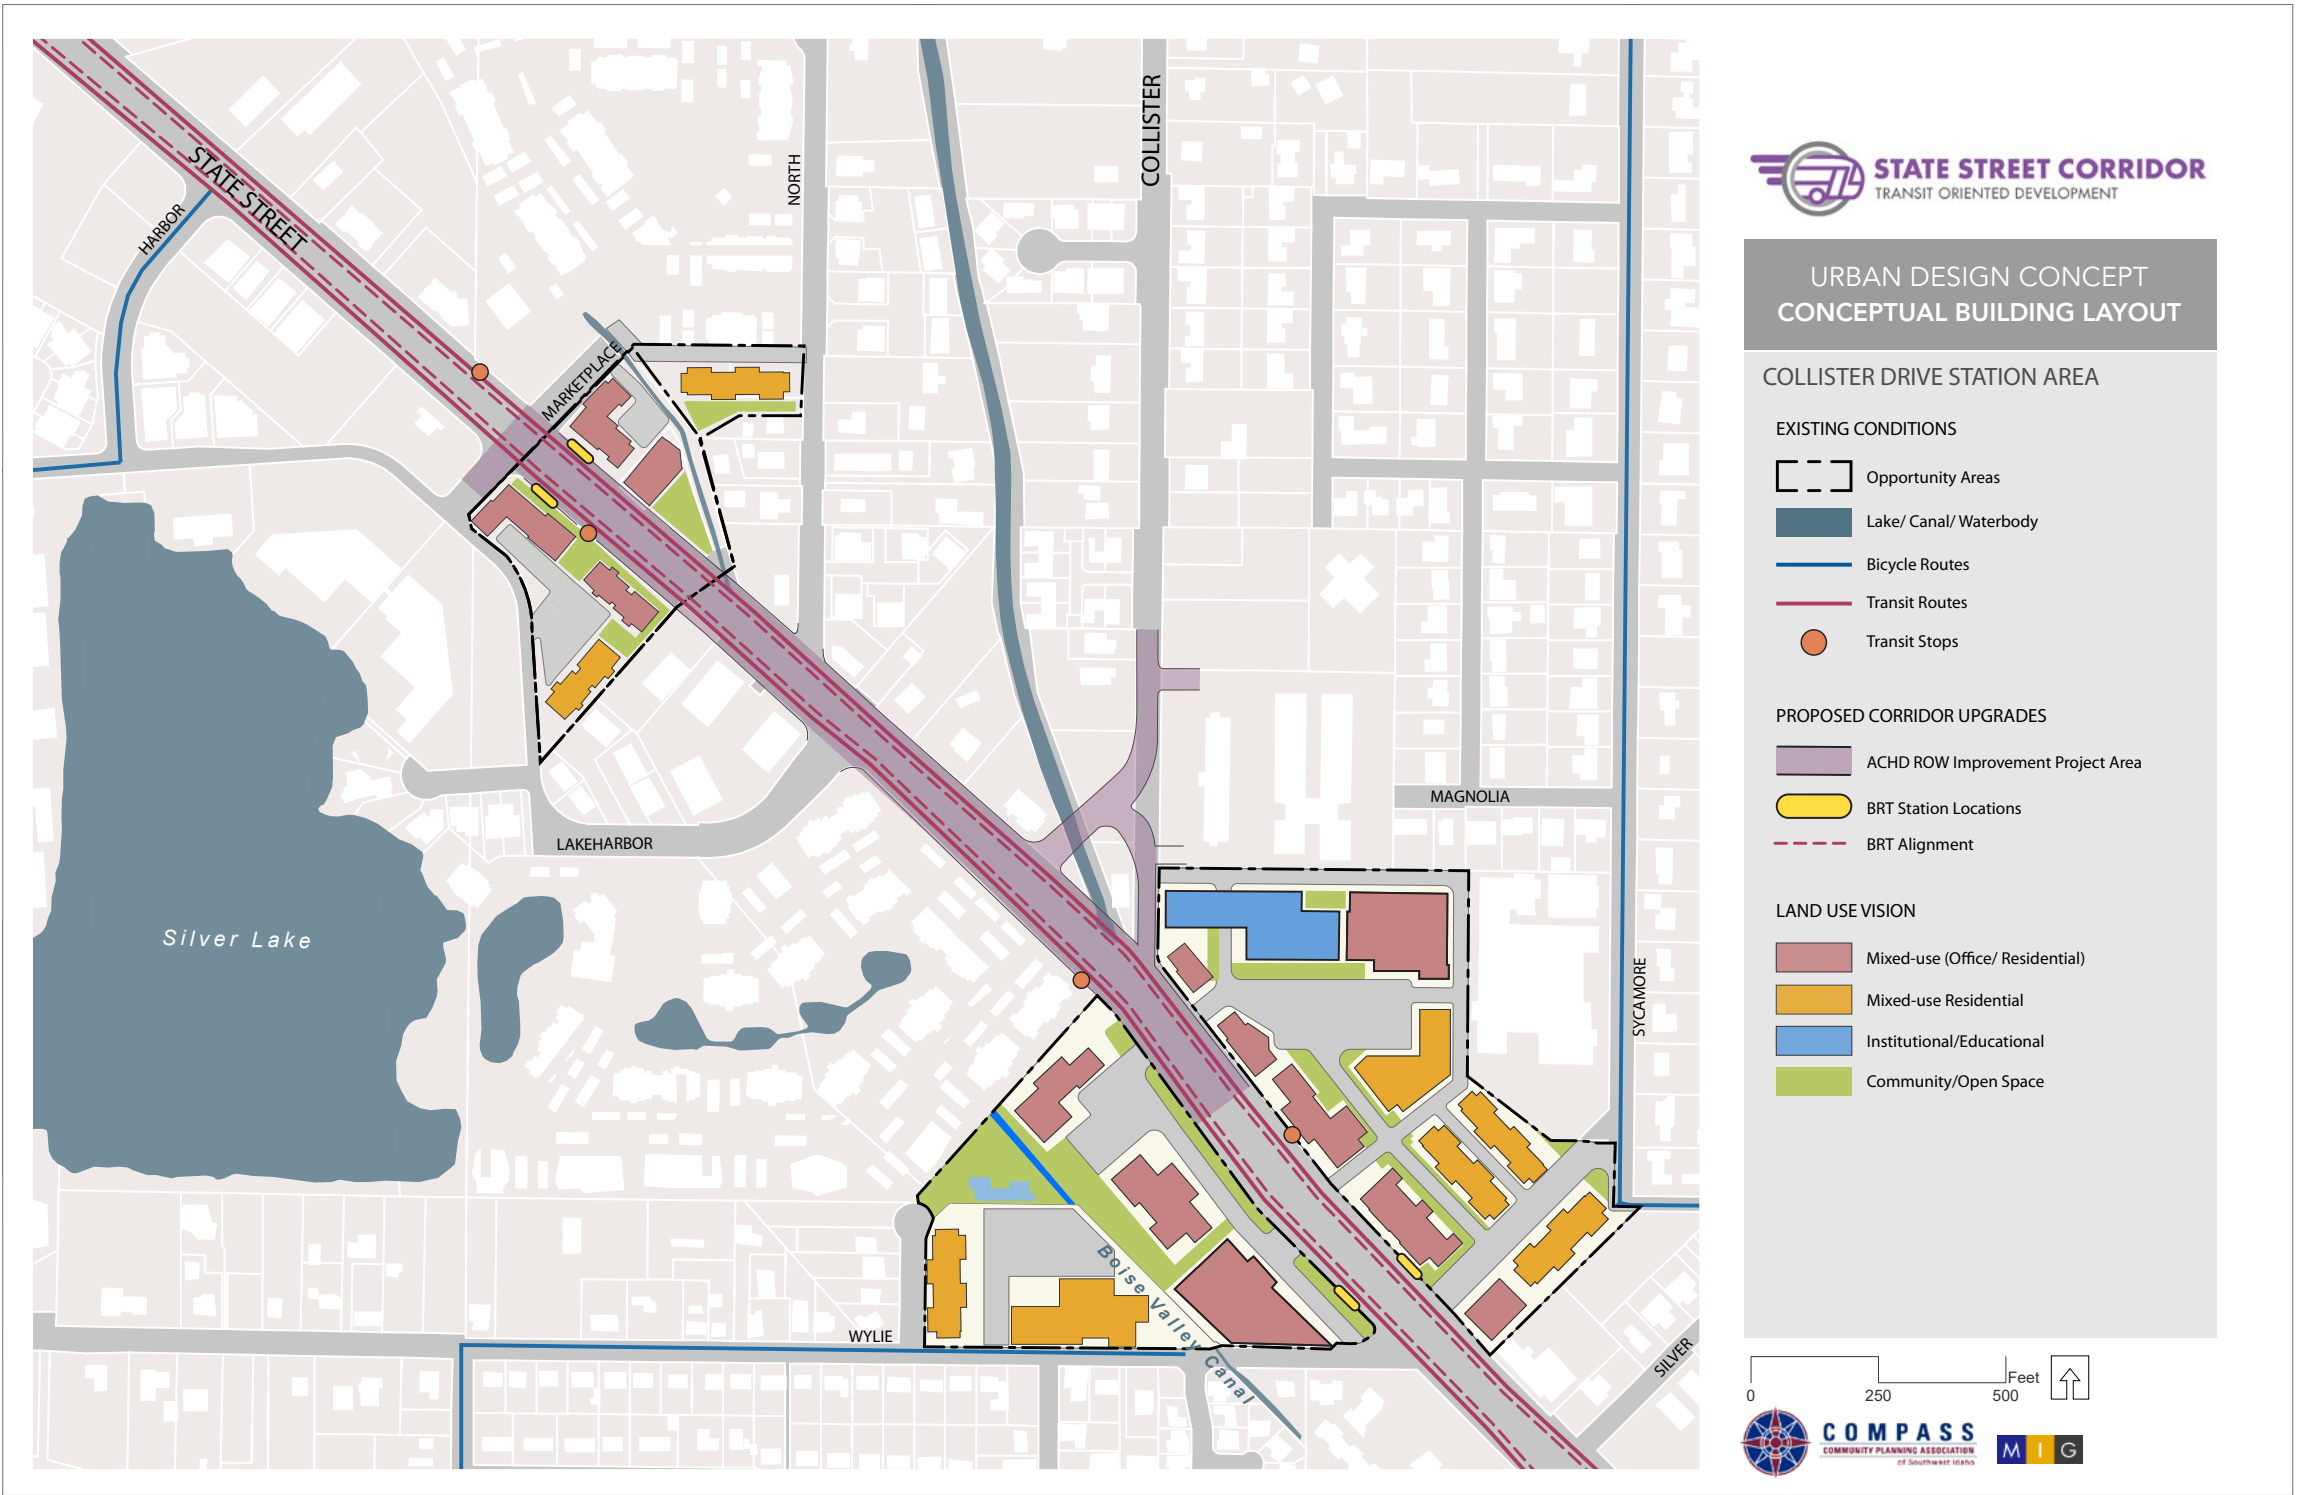 STATE STREET
HARBOR
NORTH
COLLISTER
MARKETPLACE
LAKEHARBOR
MAGNOLIA
Silver Lake
SYCAMORE
WYLIE
Boise Valley Canal
SILVER
STATE STREET CORRIDOR
TRANSIT ORIENTED DEVELOPMENT
URBAN DESIGN CONCEPT
CONCEPTUAL BUILDING LAYOUT
COLLISTER DRIVE STATION AREA
EXISTING CONDITIONS
Opportunity Areas
Lake/ Canal/ Waterbody
Bicycle Routes
Transit Routes
Transit Stops
PROPOSED CORRIDOR UPGRADES
ACHD ROW Improvement Project Area
BRT Station Locations
BRT Alignment
LAND USE VISION
Mixed-use (Office/ Residential)
Mixed-use Residential
Institutional/Educational
Community/Open Space
Feet
0 250 500
COMPASS
COMMUNITY PLANNING ASSOCIATION
of Southwest Idaho
M I G